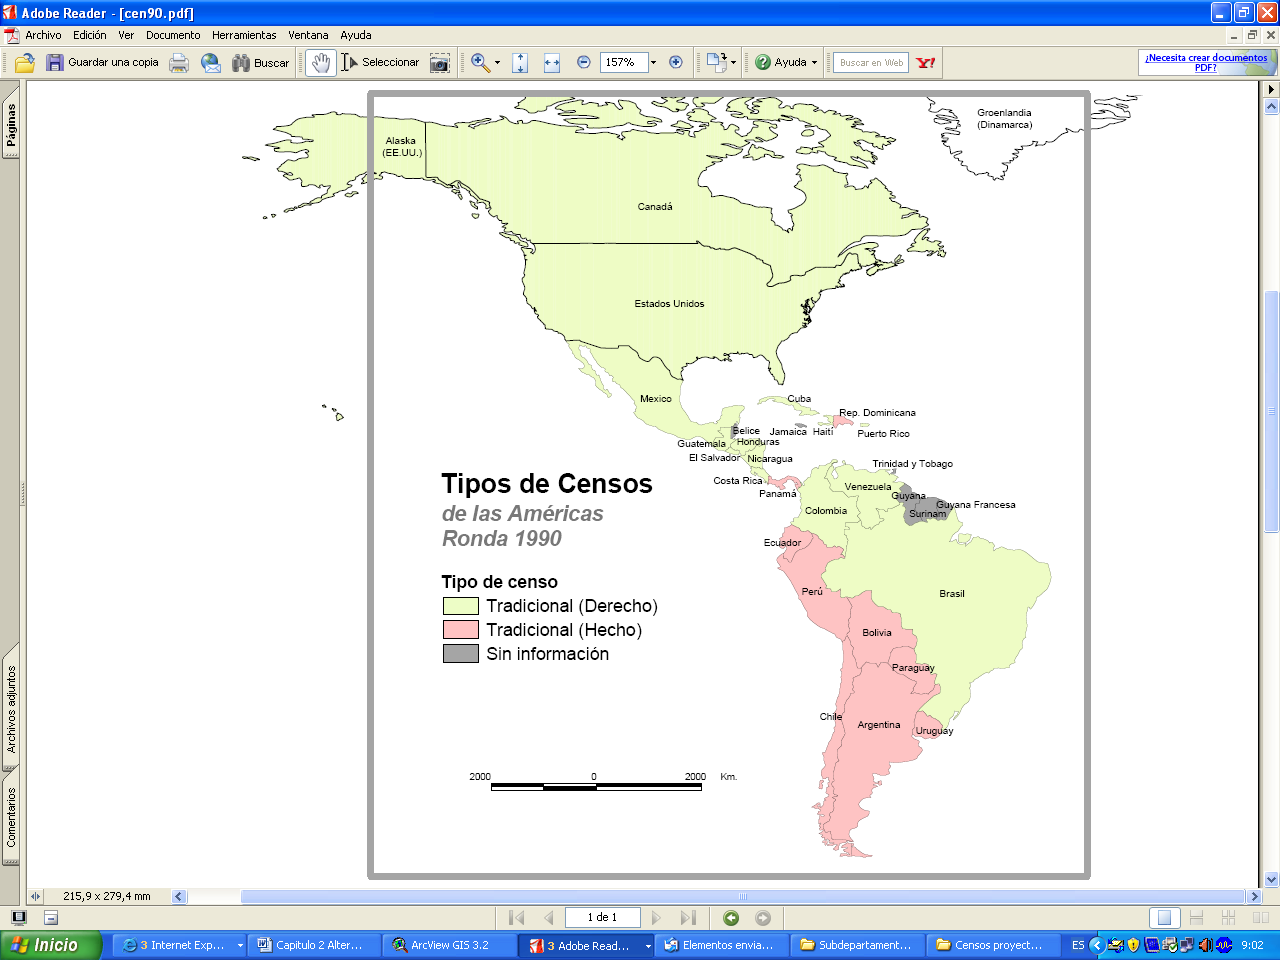 Adobe Reader - [cen90.pdf]
Archivo Edición Ver Documento Herramientas Ventana Ayuda
Guardar una copia Buscar Seleccionar 157% Ayuda Buscar en Web Y! ¿Necesita crear documentos
PDF?
Páginas
Archivos adjuntos
Comentarios
Groenlandia
(Dinamarca)
Alaska
(EE.UU.)
Canadá
Estados Unidos
Mexico
Cuba
Rep. Dominicana
Belice
Jamaica
Haití
Puerto Rico
Guatemala
Honduras
El Salvador
Nicaragua
Trinidad y Tobago
Costa Rica
Panamá
Venezuela
Guyana
Guyana Francesa
Surinam
Colombia
Ecuador
Perú
Brasil
Bolivia
Paraguay
Chile
Argentina
Uruguay
Tipos de Censos
de las Américas
Ronda 1990
Tipo de censo
Tradicional (Derecho)
Tradicional (Hecho)
Sin información
2000 0 2000 Km.
215,9 x 279,4 mm
1 de 1
Inicio 3 Internet Exp... Capitulo 2 Alter... ArcView GIS 3.2 3 Adobe Read... Elementos envia... Subdepartament... Censos proyect... ES 9:02